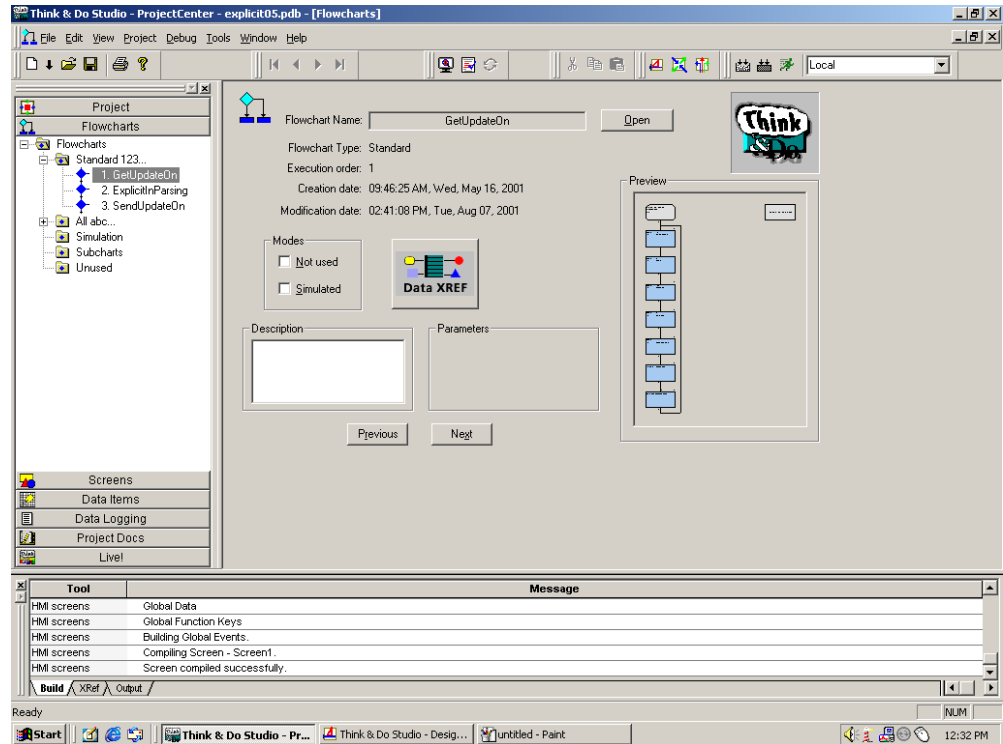 Think & Do Studio - ProjectCenter - explicit05.pdb - [Flowcharts]
File Edit View Project Debug Tools Window Help
Local
Project
Flowcharts
Flowcharts
Standard 123...
1. GetUpdateOn
2. ExplicitInParsing
3. SendUpdateOn
All abc...
Simulation
Subcharts
Unused
Screens
Data Items
Data Logging
Project Docs
Live!
Flowchart Name: GetUpdateOn Open
Flowchart Type: Standard
Execution order: 1
Creation date: 09:46:25 AM, Wed, May 16, 2001
Modification date: 02:41:08 PM, Tue, Aug 07, 2001
Modes
Not used
Simulated
Data XREF
Description
Parameters
Previous Next
Think
&Do
Preview
Tool Message
HMI screens Global Data
HMI screens Global Function Keys
HMI screens Building Global Events.
HMI screens Compiling Screen - Screen1.
HMI screens Screen compiled successfully.
Build XRef Output
Ready NUM
Start Think & Do Studio - Pr... Think & Do Studio - Desig... untitled - Paint 12:32 PM